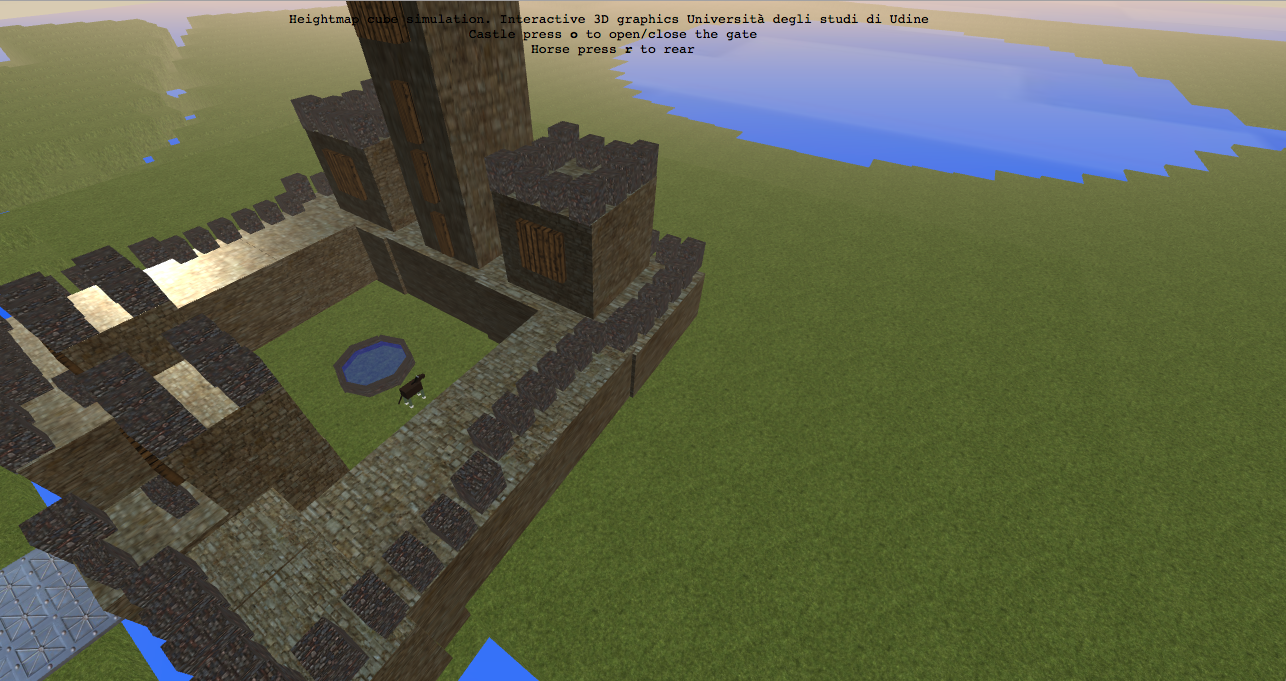 Heightmap cube simulation. Interactive 3D graphics Università degli studi di Udine
Castle press o to open/close the gate
Horse press r to rear